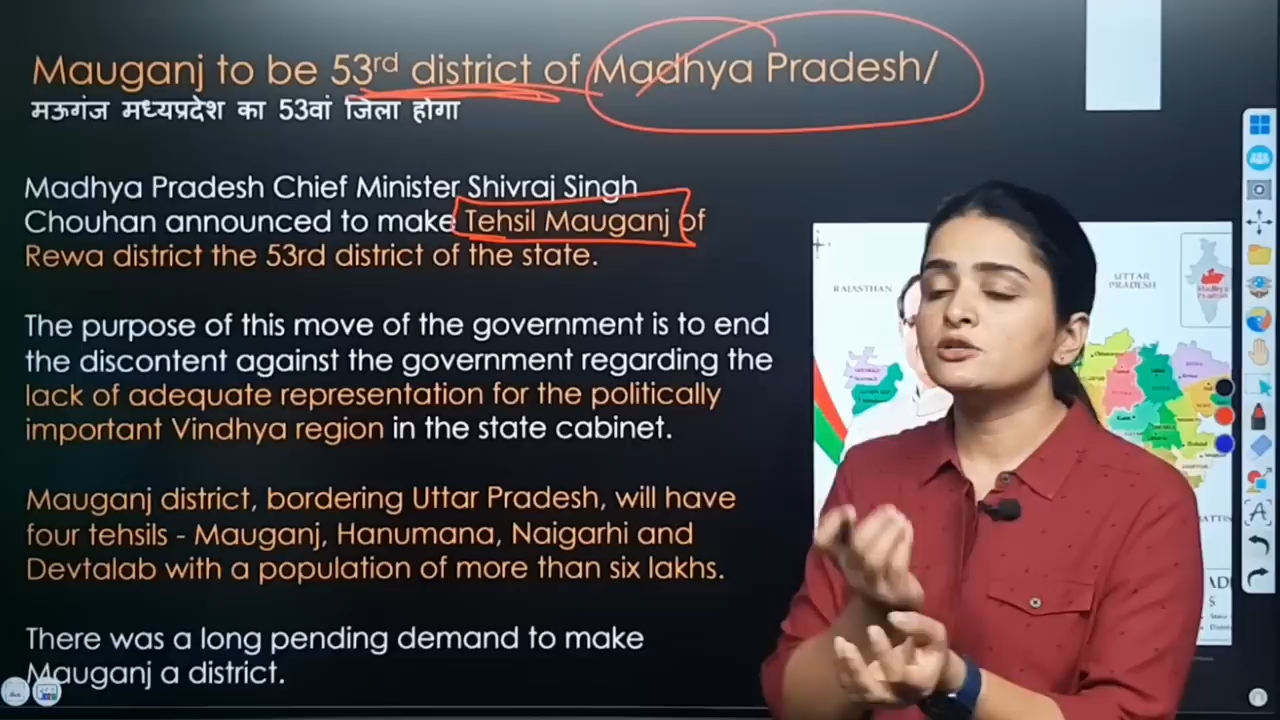 Mauganj to be 53rd district of Madhya Pradesh/
मऊगंज मध्यप्रदेश का 53वां जिला होगा
Madhya Pradesh Chief Minister Shivraj Singh
Chouhan announced to make Tehsil Mauganj of
Rewa district the 53rd district of the state.
The purpose of this move of the government is to end
the discontent against the government regarding the
lack of adequate representation for the politically
important Vindhya region in the state cabinet.
Mauganj district, bordering Uttar Pradesh, will have
four tehsils - Mauganj, Hanumana, Naigarhi and
Devtalab with a population of more than six lakhs.
There was a long pending demand to make
Mauganj a district.
RAJASTHAN
UTTAR
PRADESH
Madhya
Pradesh